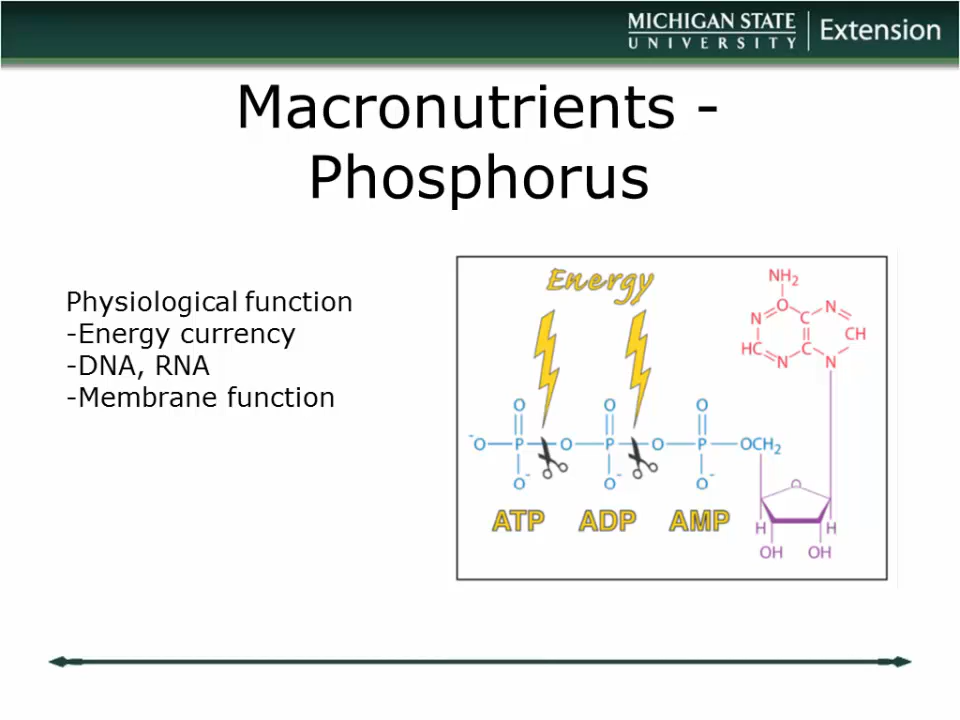 MICHIGAN STATE
UNIVERSITY
Extension
Macronutrients -
Phosphorus
Physiological function
-Energy currency
-DNA, RNA
-Membrane function
Energy
NH2
N O C N
HC N C N CH
O O O
-O P O P O P OCH2
O- O- O-
O
ATP ADP AMP
H H
OH OH